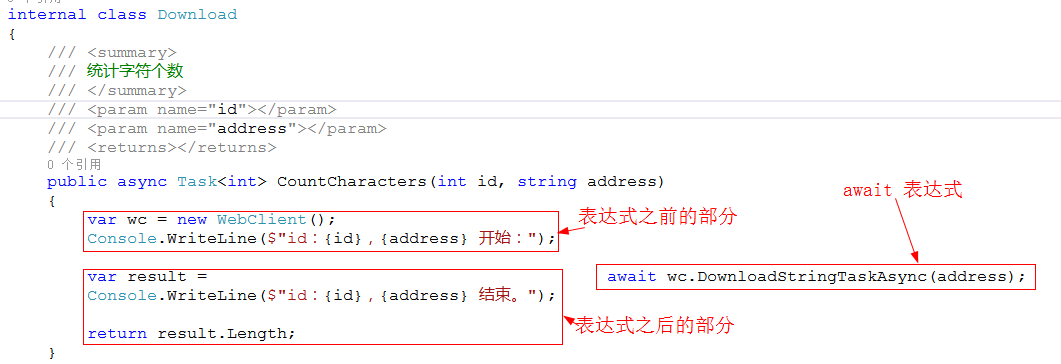 0 个引用
internal class Download
{
/// <summary>
/// 统计字符个数
/// </summary>
/// <param name="id"></param>
/// <param name="address"></param>
/// <returns></returns>
0 个引用
public async Task<int> CountCharacters(int id, string address)
{
var wc = new WebClient();
Console.WriteLine($"id：{id}，{address} 开始：");
表达式之前的部分
await 表达式
var result =
await wc.DownloadStringTaskAsync(address);
Console.WriteLine($"id：{id}，{address} 结束。");
return result.Length;
表达式之后的部分
}